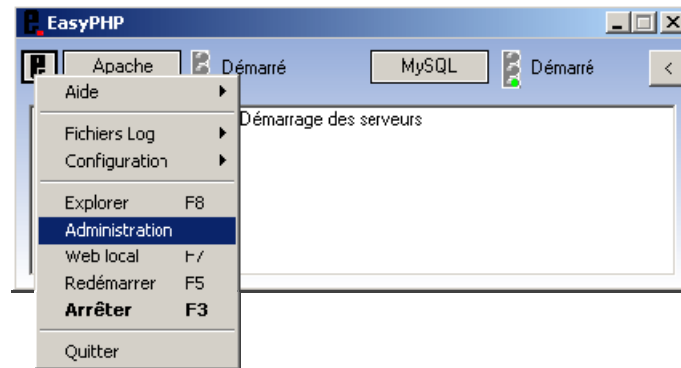 EasyPHP
Apache Démarré MySQL Démarré <
Démarrage des serveurs
Aide
Fichiers Log
Configuration
Explorer F8
Administration
Web local F7
Redémarrer F5
Arrêter F3
Quitter